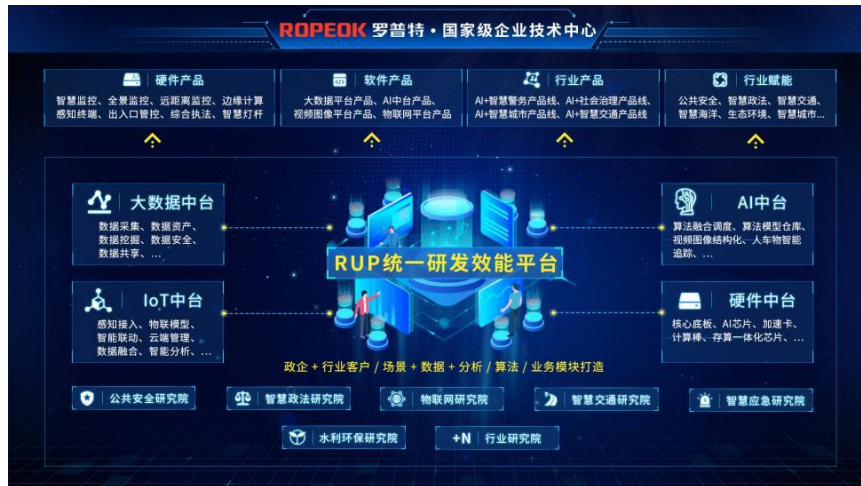 ROPEOK 罗普特·国家级企业技术中心
硬件产品
智慧监控、全景监控、远距离监控、边缘计算
感知终端、出入口管控、综合执法、智慧灯杆
软件产品
大数据平台产品、AI中台产品、
视频图像平台产品、物联网平台产品
行业产品
AI+智慧警务产品线、AI+社会治理产品线、
AI+智慧城市产品线、AI+智慧交通产品线
行业赋能
公共安全、智慧政法、智慧交通、
智慧海洋、生态环境、智慧城市...
大数据中台
数据采集、数据资产、
数据挖掘、数据安全、
数据共享、...
AI中台
算法融合调度、算法模型仓库、
视频图像结构化、人车物智能
追踪、...
RUP统一研发效能平台
IoT中台
感知接入、物联模型、
智能联动、云端管理、
数据融合、智能分析、...
硬件中台
核心底板、AI芯片、加速卡、
计算棒、存算一体化芯片、...
政企 + 行业客户 / 场景 + 数据 + 分析 / 算法 / 业务模块打造
公共安全研究院
智慧政法研究院
物联网研究院
智慧交通研究院
智慧应急研究院
水利环保研究院
+N 行业研究院